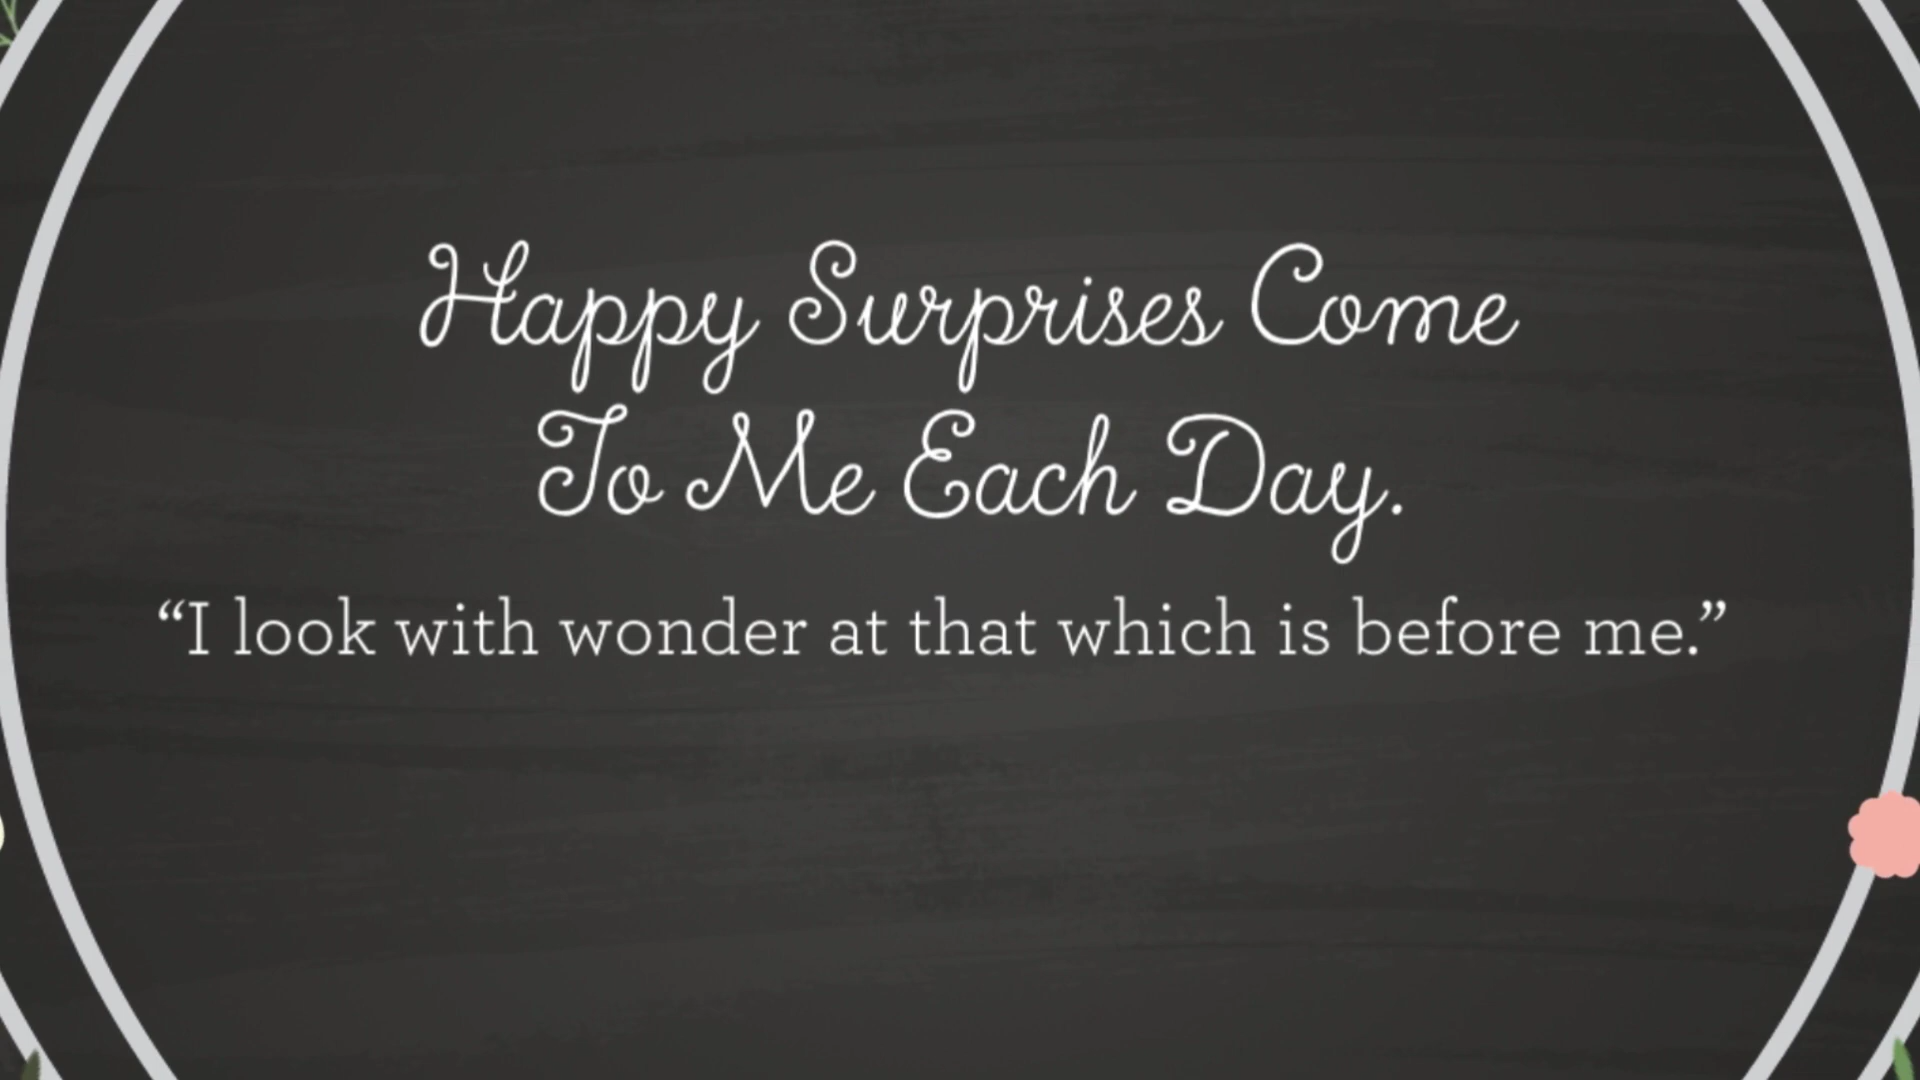 Happy Surprises Come
To Me Each Day.
“I look with wonder at that which is before me.”